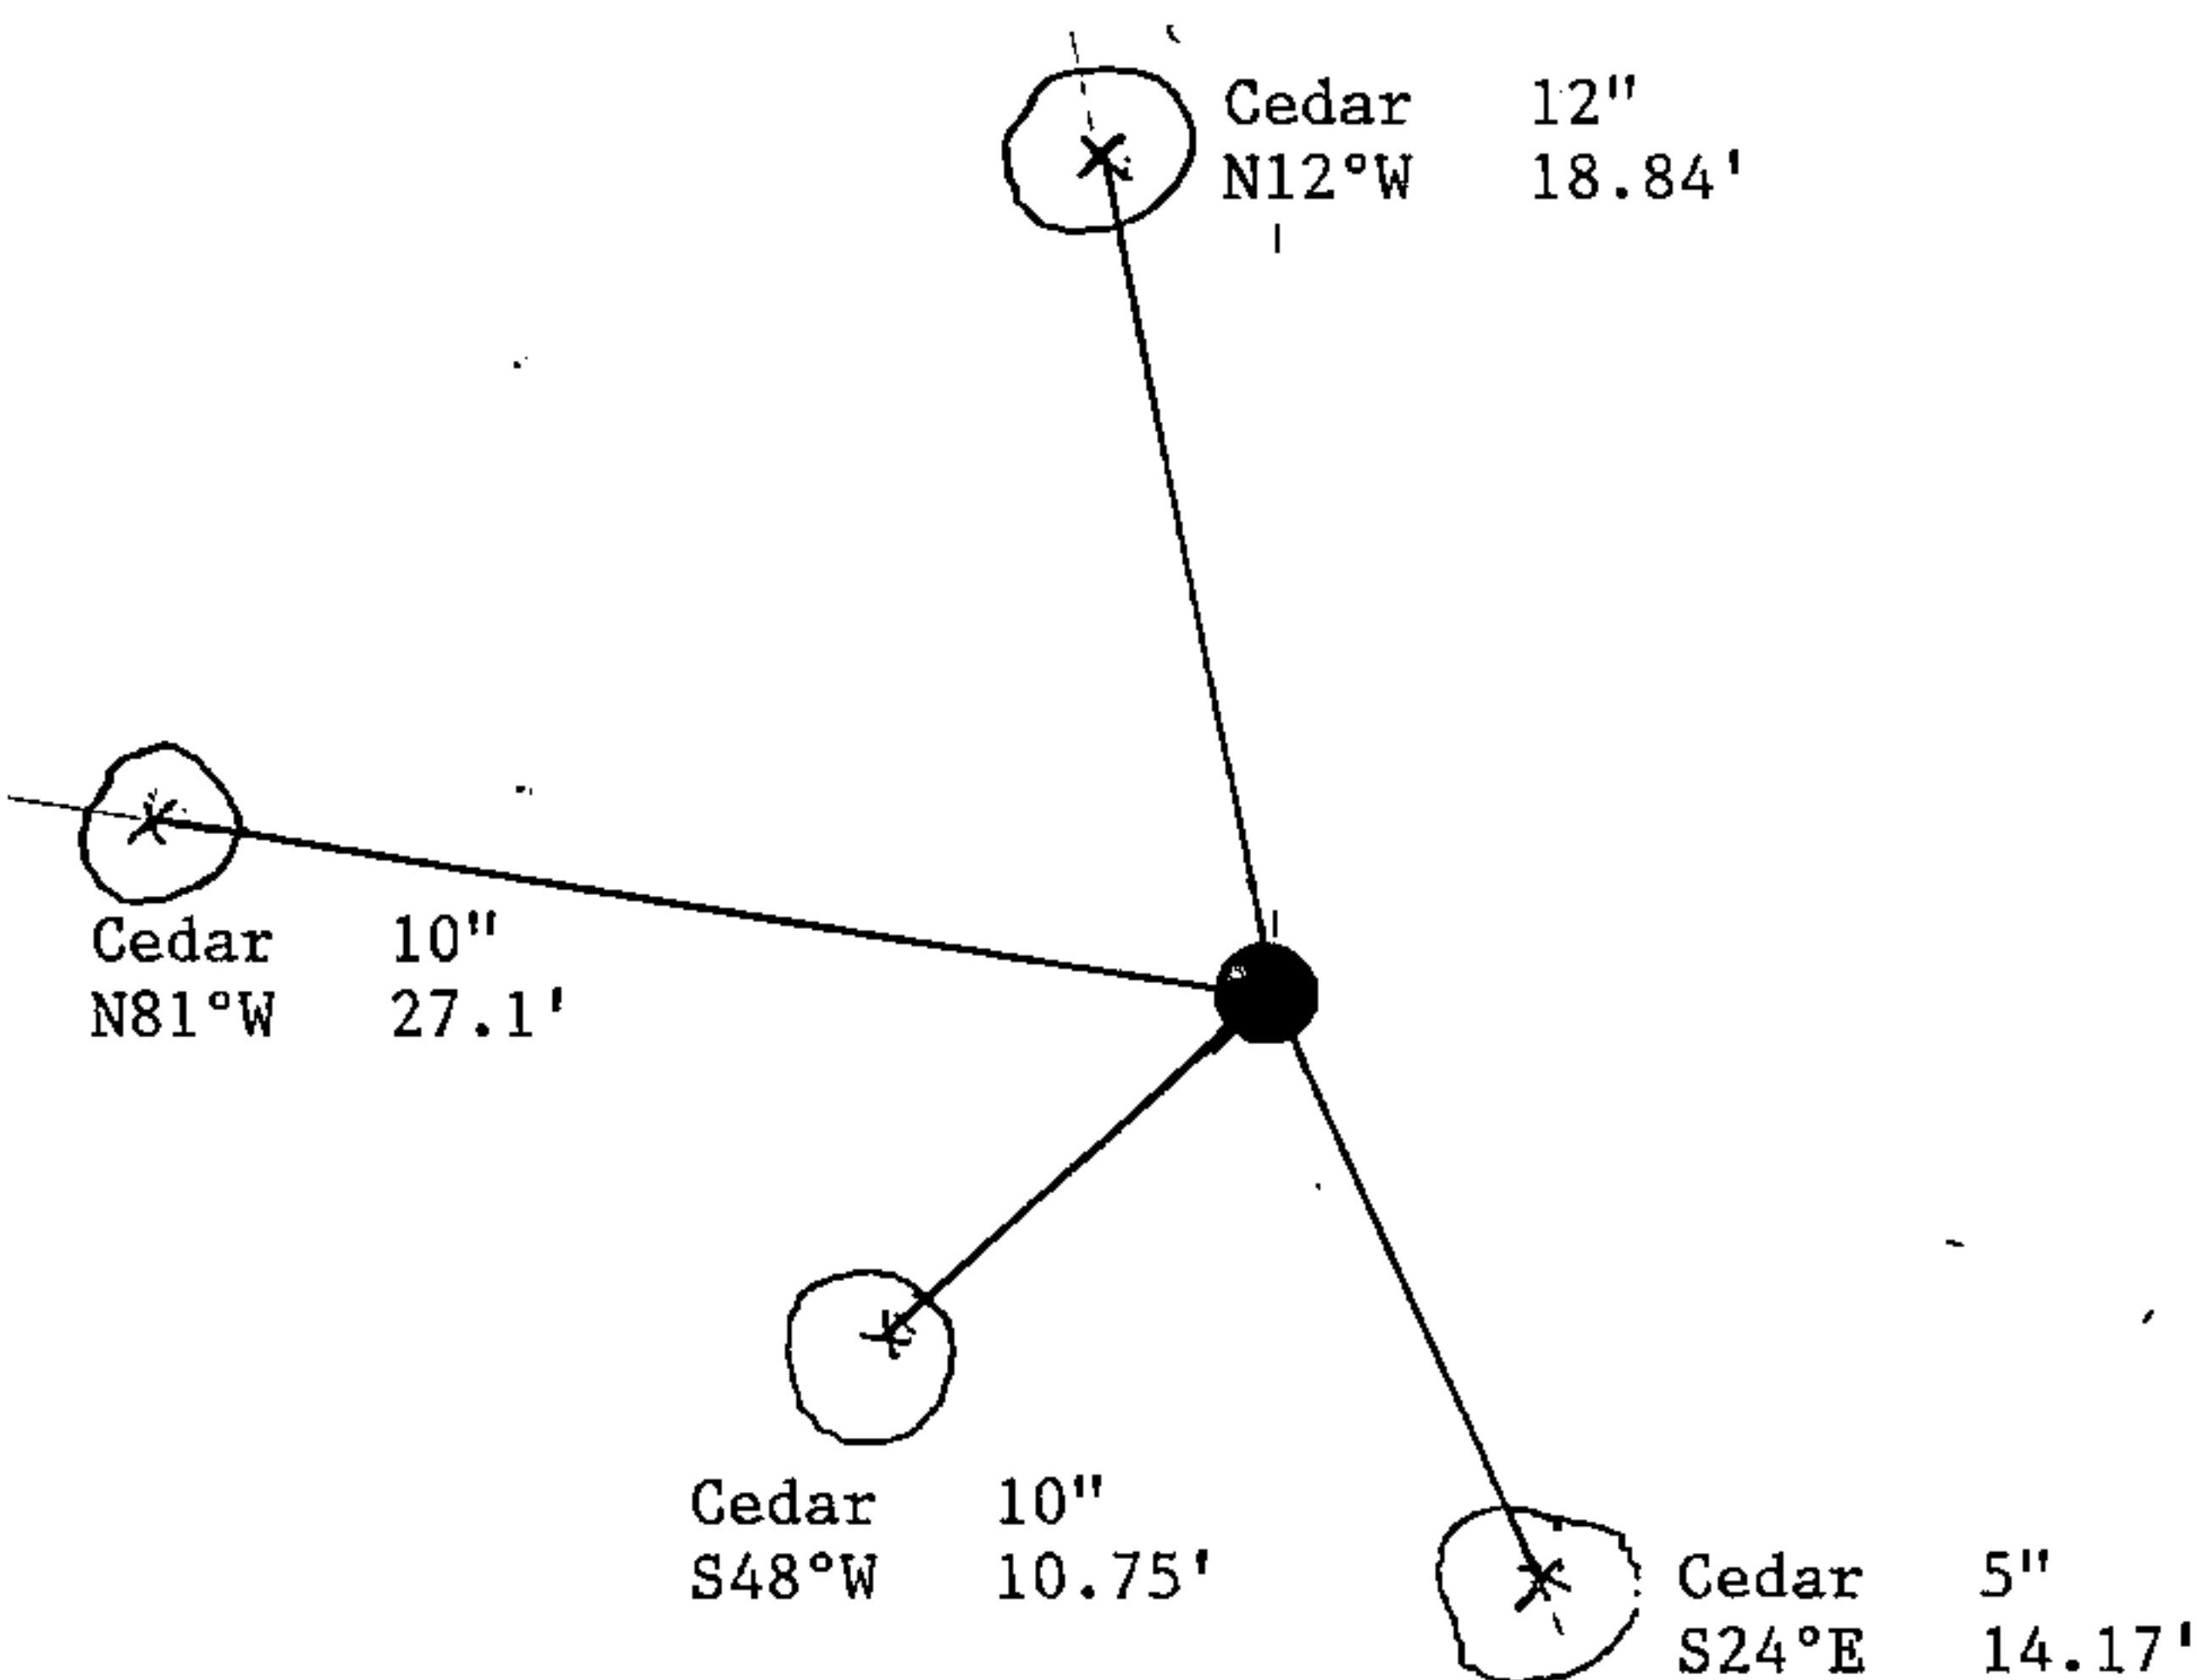 Cedar 12"
N12°W 18.84'
Cedar 10"
N81°W 27.1'
Cedar 10"
S48°W 10.75'
Cedar 5"
S24°E 14.17'